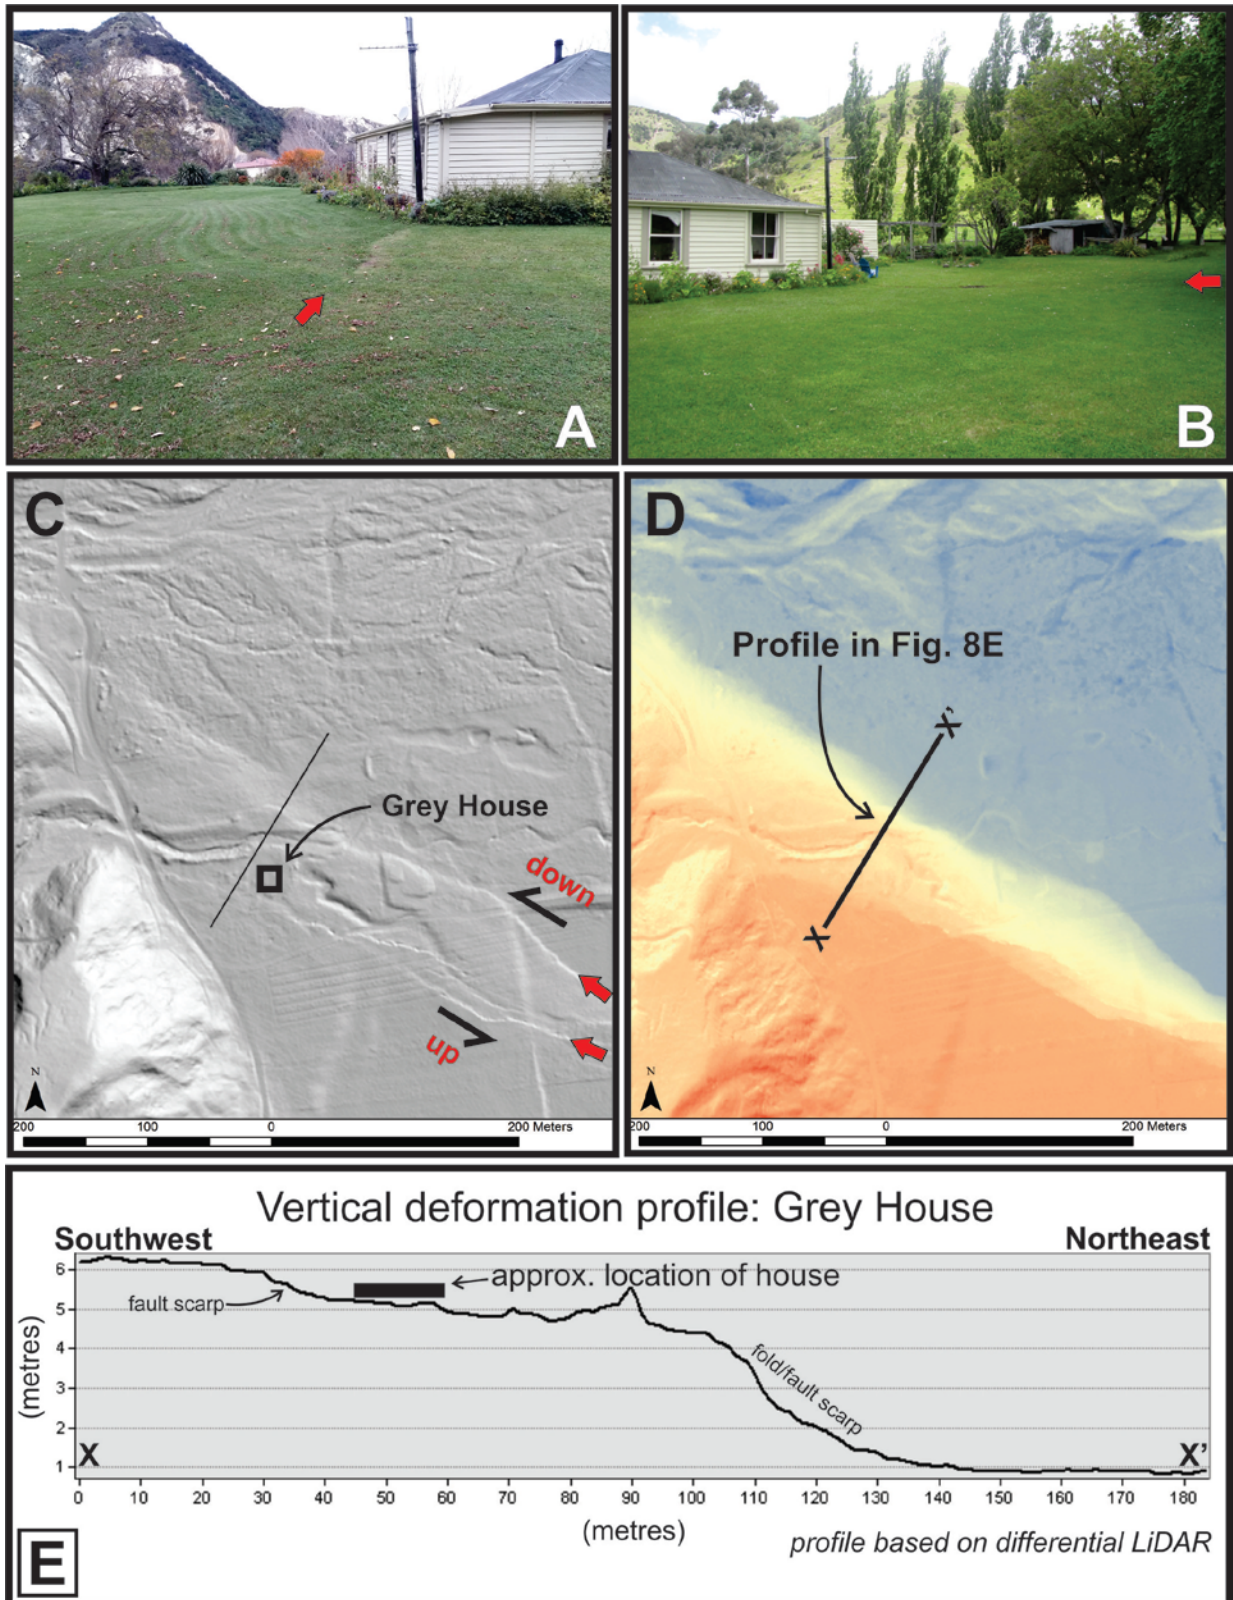 A
B
C
Grey House
down
up
N
200 100 0 200 Meters
D
Profile in Fig. 8E
X'
X
N
200 100 0 200 Meters
Vertical deformation profile: Grey House
Southwest Northeast
approx. location of house
fault scarp
fold/fault scarp
(metres)
6
5
4
3
2
1
X X'
0 10 20 30 40 50 60 70 80 90 100 110 120 130 140 150 160 170 180
(metres)
profile based on differential LiDAR
E